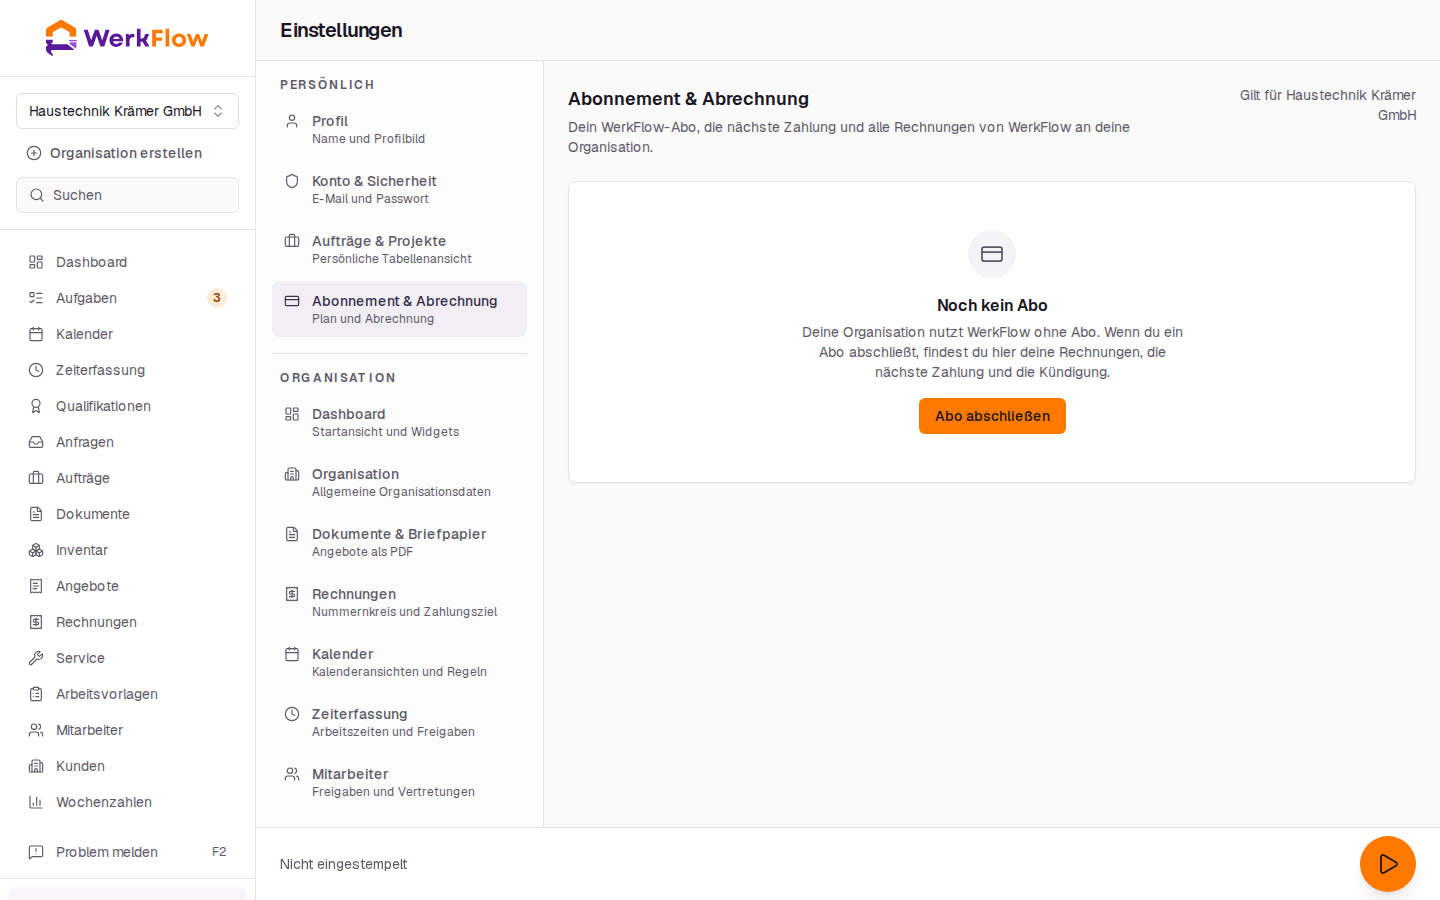 WerkFlow
Haustechnik Krämer GmbH
Organisation erstellen
Suchen
Dashboard
Aufgaben
3
Kalender
Zeiterfassung
Qualifikationen
Anfragen
Aufträge
Dokumente
Inventar
Angebote
Rechnungen
Service
Arbeitsvorlagen
Mitarbeiter
Kunden
Wochenzahlen
Problem melden
F2
Einstellungen
PERSÖNLICH
Profil
Name und Profilbild
Konto & Sicherheit
E-Mail und Passwort
Aufträge & Projekte
Persönliche Tabellenansicht
Abonnement & Abrechnung
Plan und Abrechnung
ORGANISATION
Dashboard
Startansicht und Widgets
Organisation
Allgemeine Organisationsdaten
Dokumente & Briefpapier
Angebote als PDF
Rechnungen
Nummernkreis und Zahlungsziel
Kalender
Kalenderansichten und Regeln
Zeiterfassung
Arbeitszeiten und Freigaben
Mitarbeiter
Freigaben und Vertretungen
Abonnement & Abrechnung
Dein WerkFlow-Abo, die nächste Zahlung und alle Rechnungen von WerkFlow an deine
Organisation.
Gilt für Haustechnik Krämer
GmbH
Noch kein Abo
Deine Organisation nutzt WerkFlow ohne Abo. Wenn du ein
Abo abschließt, findest du hier deine Rechnungen, die
nächste Zahlung und die Kündigung.
Abo abschließen
Nicht eingestempelt